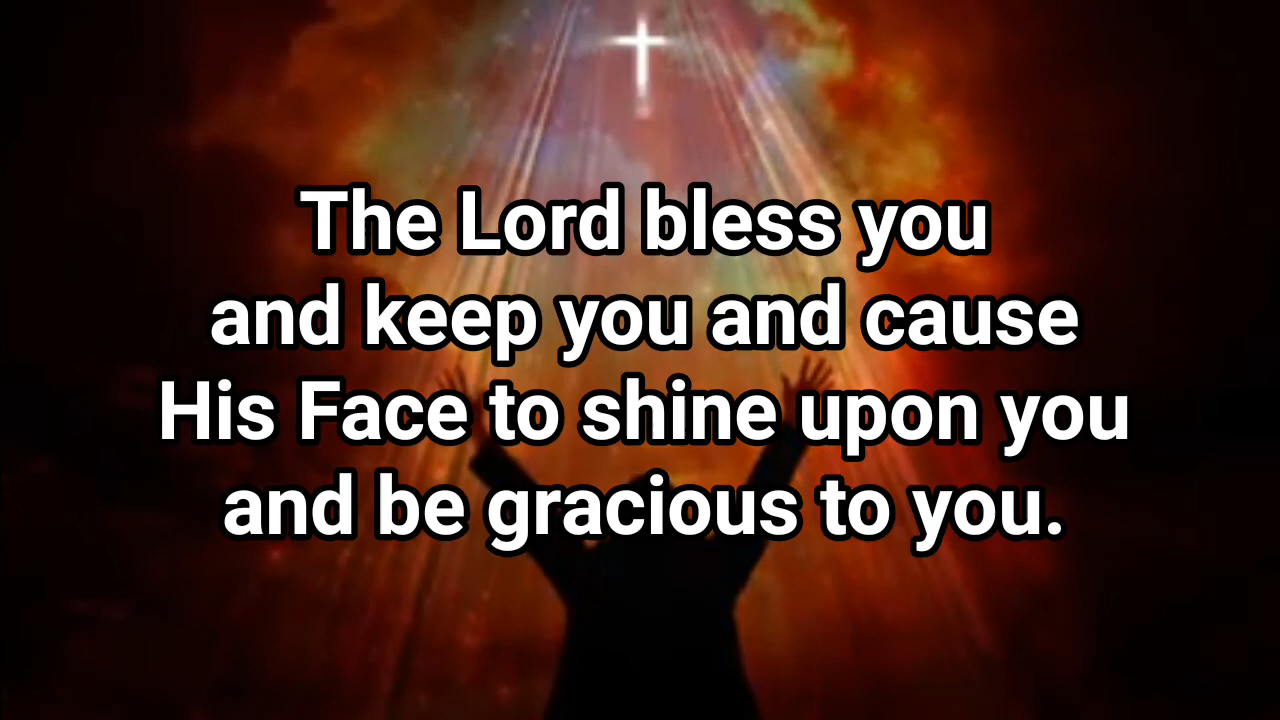 The Lord bless you
and keep you and cause
His Face to shine upon you
and be gracious to you.